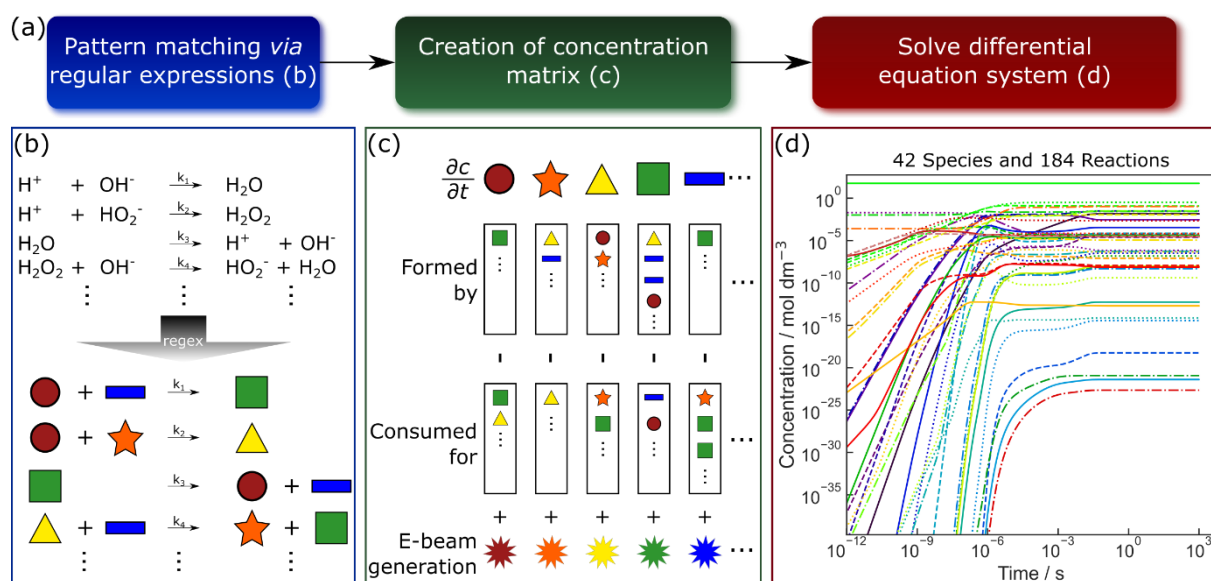 (a)
Pattern matching via
regular expressions (b)
Creation of concentration
matrix (c)
Solve differential
equation system (d)
(b)
H⁺ + OH⁻ k₁ → H₂O
H⁺ + HO₂⁻ k₂ → H₂O₂
H₂O k₃ → H⁺ + OH⁻
H₂O₂ + OH⁻ k₄ → HO₂⁻ + H₂O
⋮ ⋮ ⋮
regex
+ k₁ →
+ k₂ →
k₃ → +
+ k₄ → +
⋮ ⋮ ⋮
(c)
∂c
∂t
⋯
Formed
by
⋮ ⋮ ⋮ ⋮ ⋮ ⋯
- - - - -
Consumed
for
⋮ ⋮ ⋮ ⋮ ⋮ ⋯
+ + + + +
E-beam
generation
⋯
(d)
42 Species and 184 Reactions
Concentration / mol dm⁻³
10⁰
10⁻⁵
10⁻¹⁰
10⁻¹⁵
10⁻²⁰
10⁻²⁵
10⁻³⁰
10⁻³⁵
10⁻¹² 10⁻⁹ 10⁻⁶ 10⁻³ 10⁰ 10³
Time / s